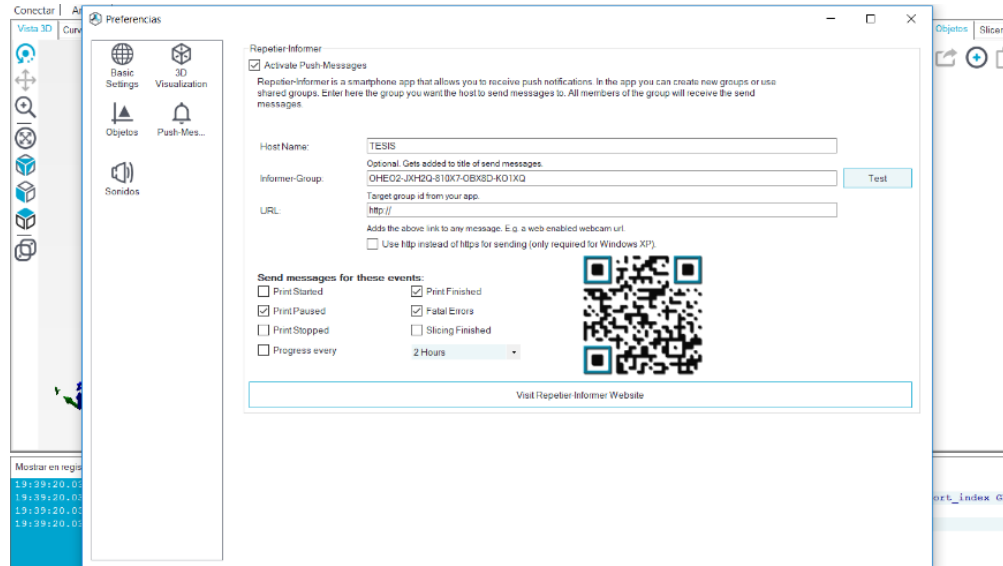 Conectar
Preferencias
Vista 3D
Objetos
Slicer
Basic
Settings
3D
Visualization
Objetos
Push-Mes...
Sonidos
Repetier-Informer
Activate Push-Messages
Repetier-Informer is a smartphone app that allows you to receive push notifications. In the app you can create new groups or use
shared groups. Enter here the group you want the host to send messages to. All members of the group will receive the send
messages.
Host Name: TESIS
Optional. Gets added to title of send messages.
Informer-Group: OHEO2-JXH2Q-810X7-OBX8D-KO1XQ Test
Target group id from your app.
URL: http://
Adds the above link to any message. E.g. a web enabled webcam url.
Use http instead of https for sending (only required for Windows XP).
Send messages for these events:
Print Started Print Finished
Print Paused Fatal Errors
Print Stopped Slicing Finished
Progress every 2 Hours
Visit Repetier-Informer Website
Mostrar en regis
19:39:20.03
19:39:20.03 ort_index G
19:39:20.03
19:39:20.03